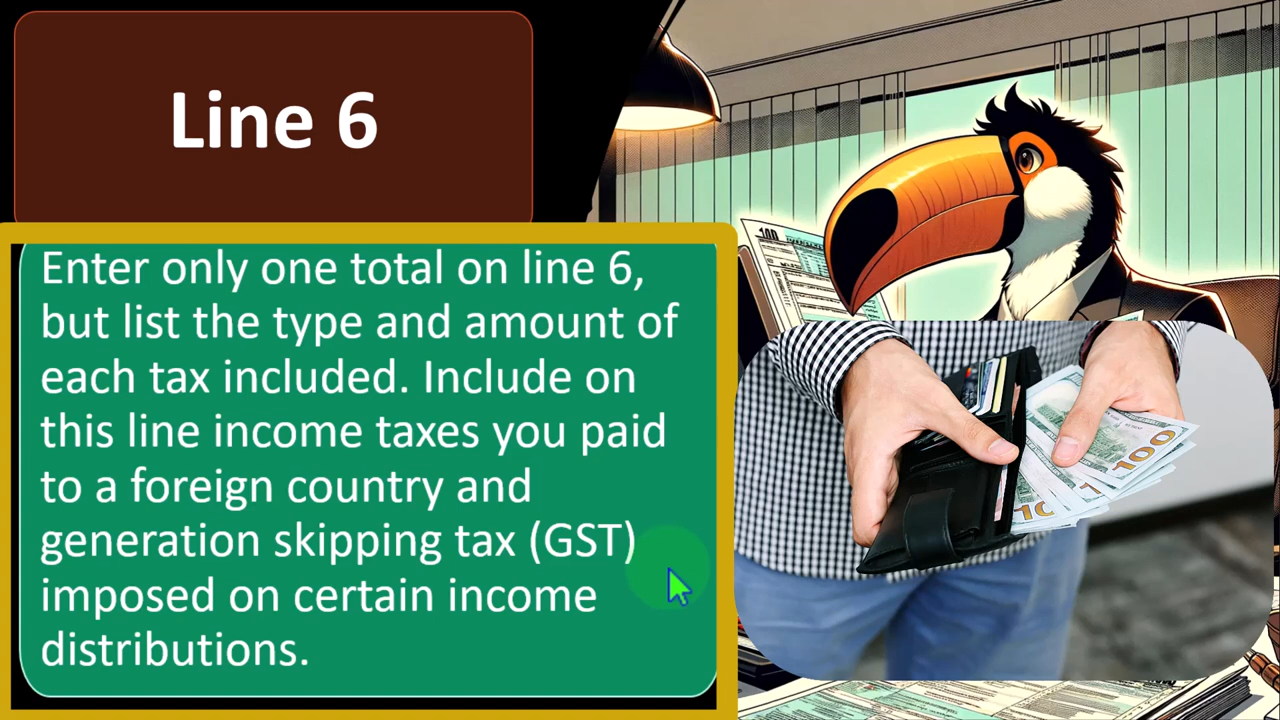 Line 6
Enter only one total on line 6,
but list the type and amount of
each tax included. Include on
this line income taxes you paid
to a foreign country and
generation skipping tax (GST)
imposed on certain income
distributions.
100